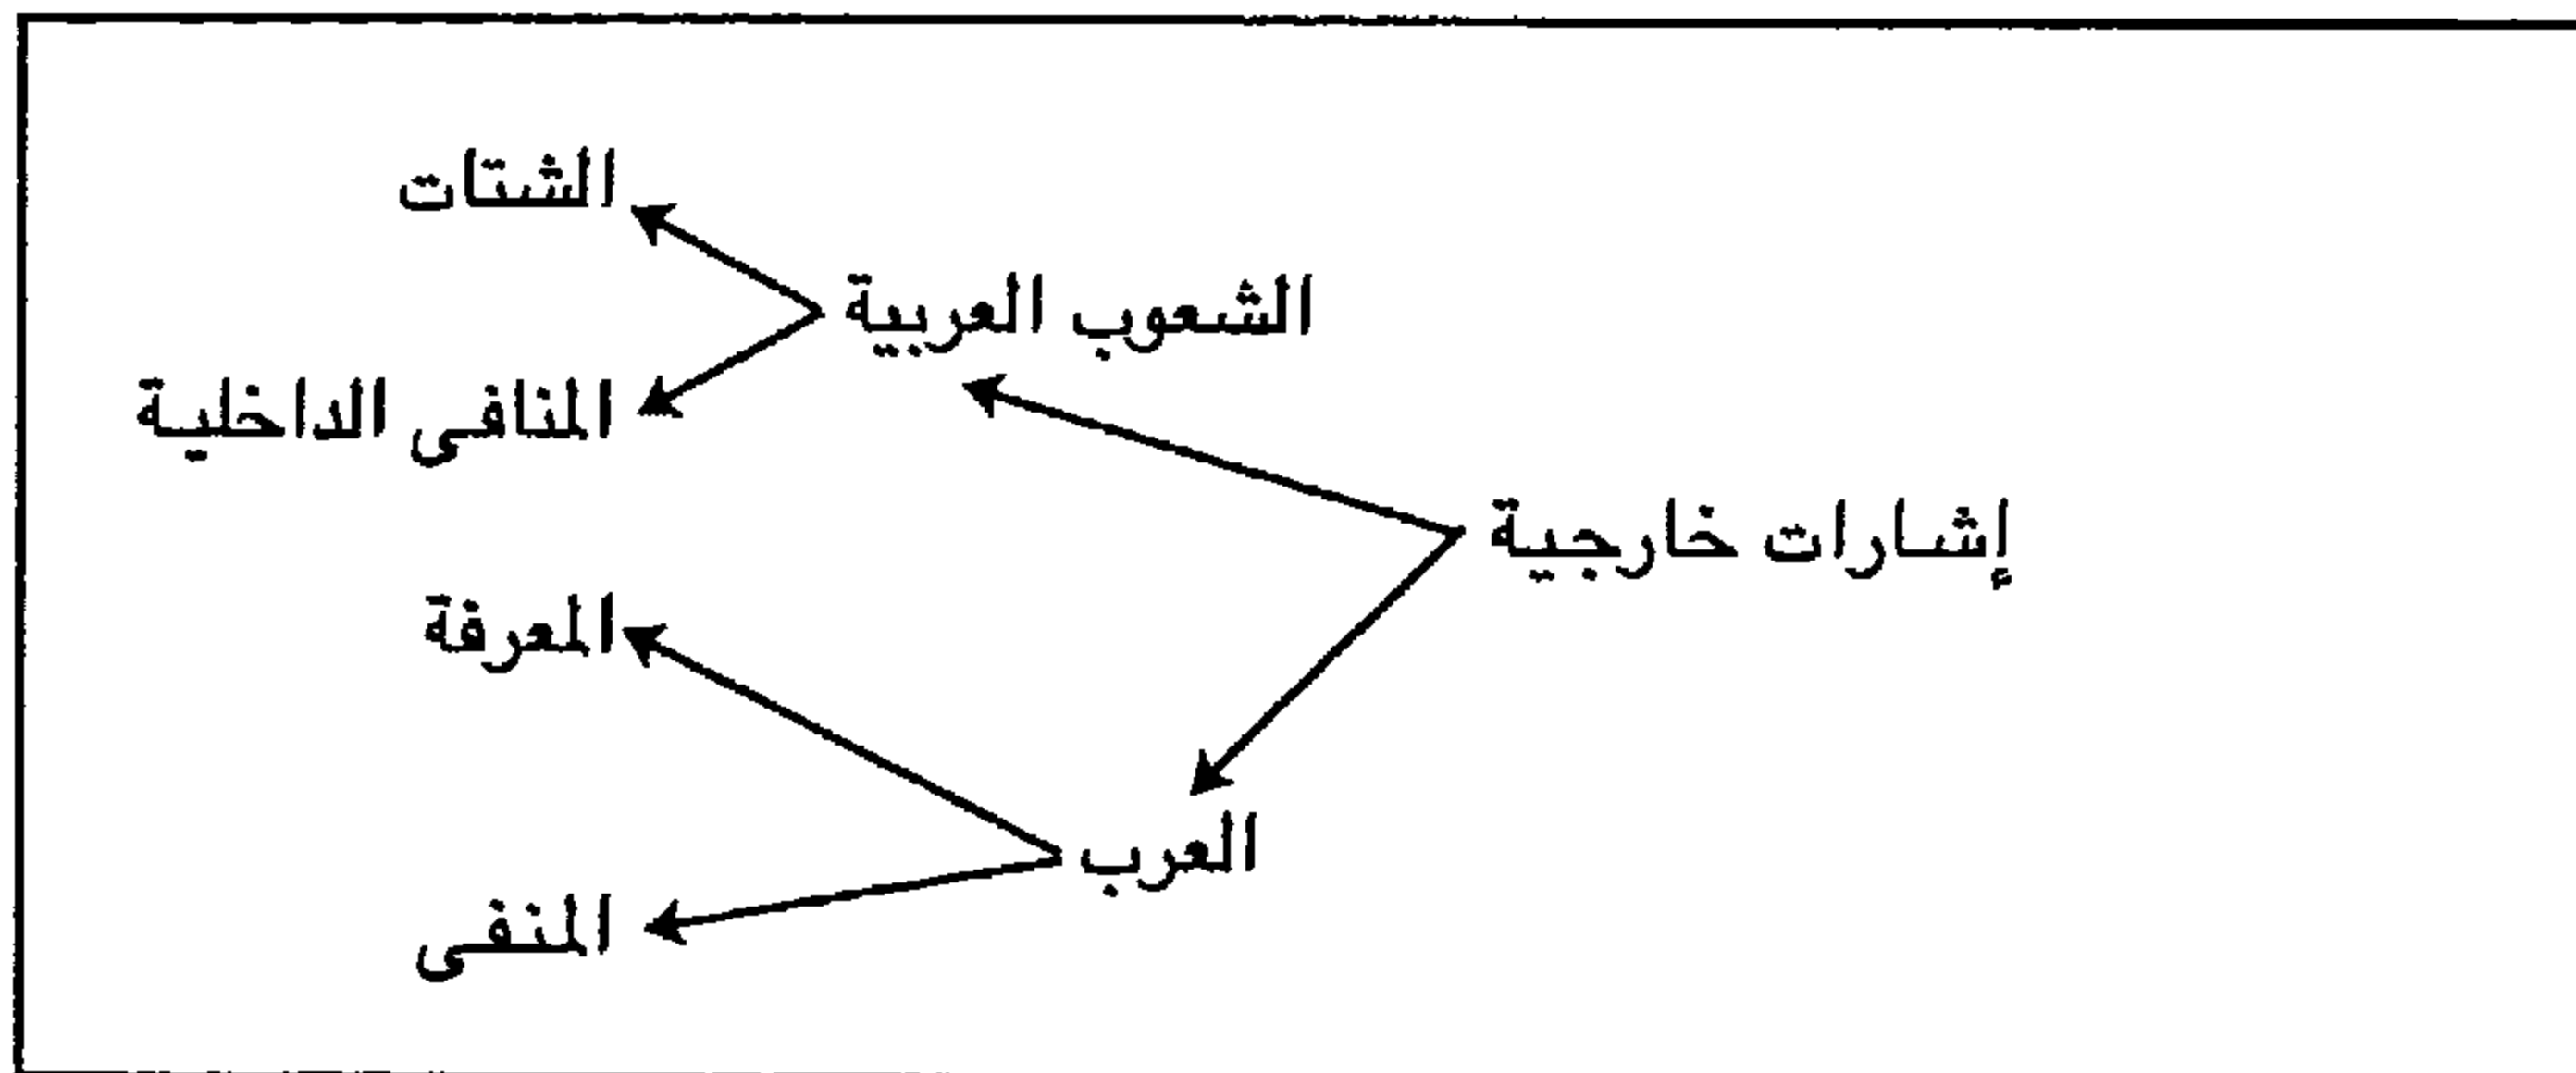 الشتات
الشعوب العربية
المنافى الداخلية
إشارات خارجية
المعرفة
العرب
المنفى